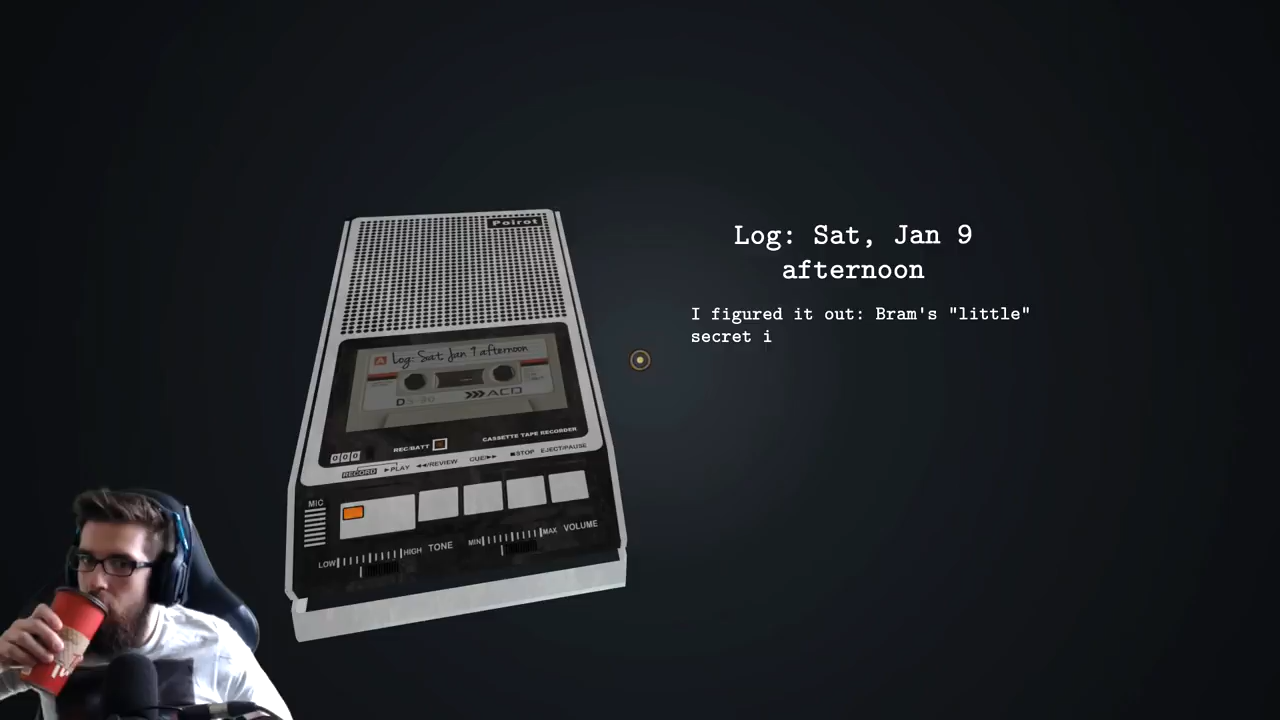 Poirot
Log: Sat, Jan 9
afternoon
I figured it out: Bram's "little"
secret i
A Log: Sat Jan 9 afternoon
ACD
REC/BATT
CASSETTE TAPE RECORDER
000
RECORD ▶PLAY ◀◀/REVIEW CUE/▶▶ ■STOP EJECT/PAUSE
MIC
LOW HIGH TONE MIN MAX VOLUME